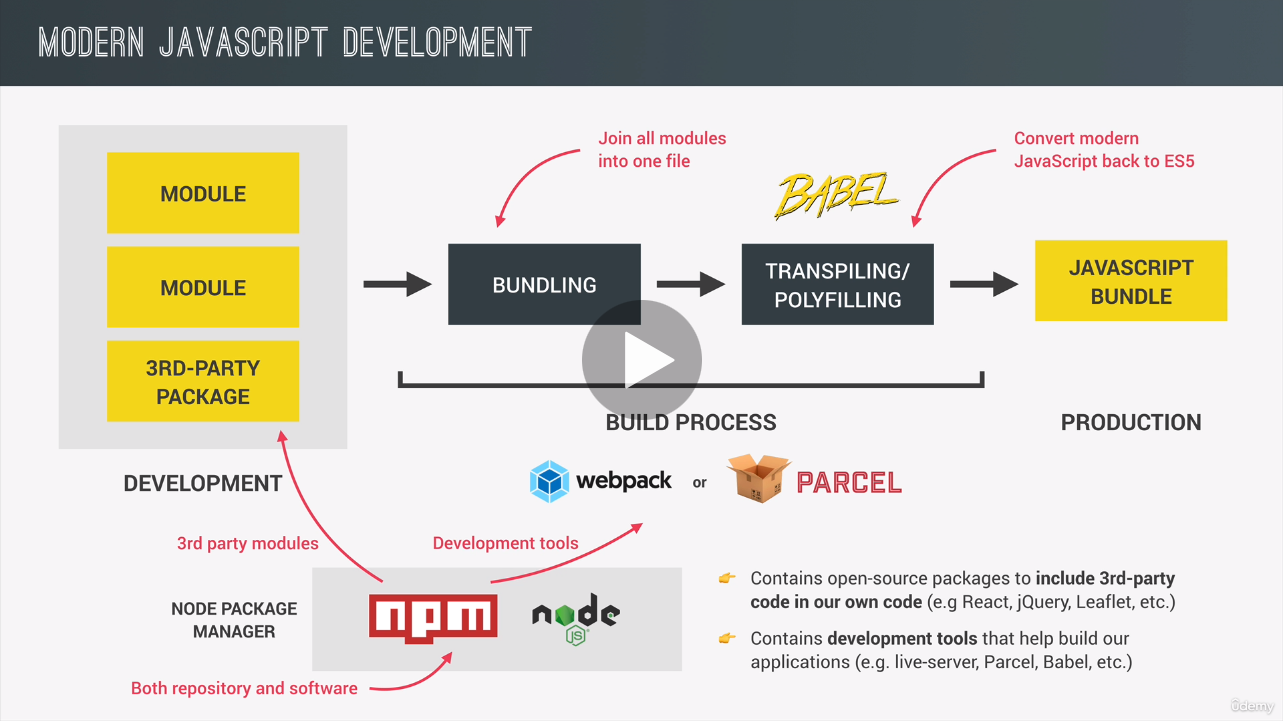 MODERN JAVASCRIPT DEVELOPMENT
MODULE
MODULE
3RD-PARTY
PACKAGE
DEVELOPMENT
Join all modules
into one file
BUNDLING
BABEL
Convert modern
JavaScript back to ES5
TRANSPILING/
POLYFILLING
JAVASCRIPT
BUNDLE
BUILD PROCESS
PRODUCTION
webpack or PARCEL
3rd party modules
Development tools
NODE PACKAGE
MANAGER
npm
node
JS
Both repository and software
👉 Contains open-source packages to include 3rd-party
code in our own code (e.g React, jQuery, Leaflet, etc.)
👉 Contains development tools that help build our
applications (e.g. live-server, Parcel, Babel, etc.)
ûdemy